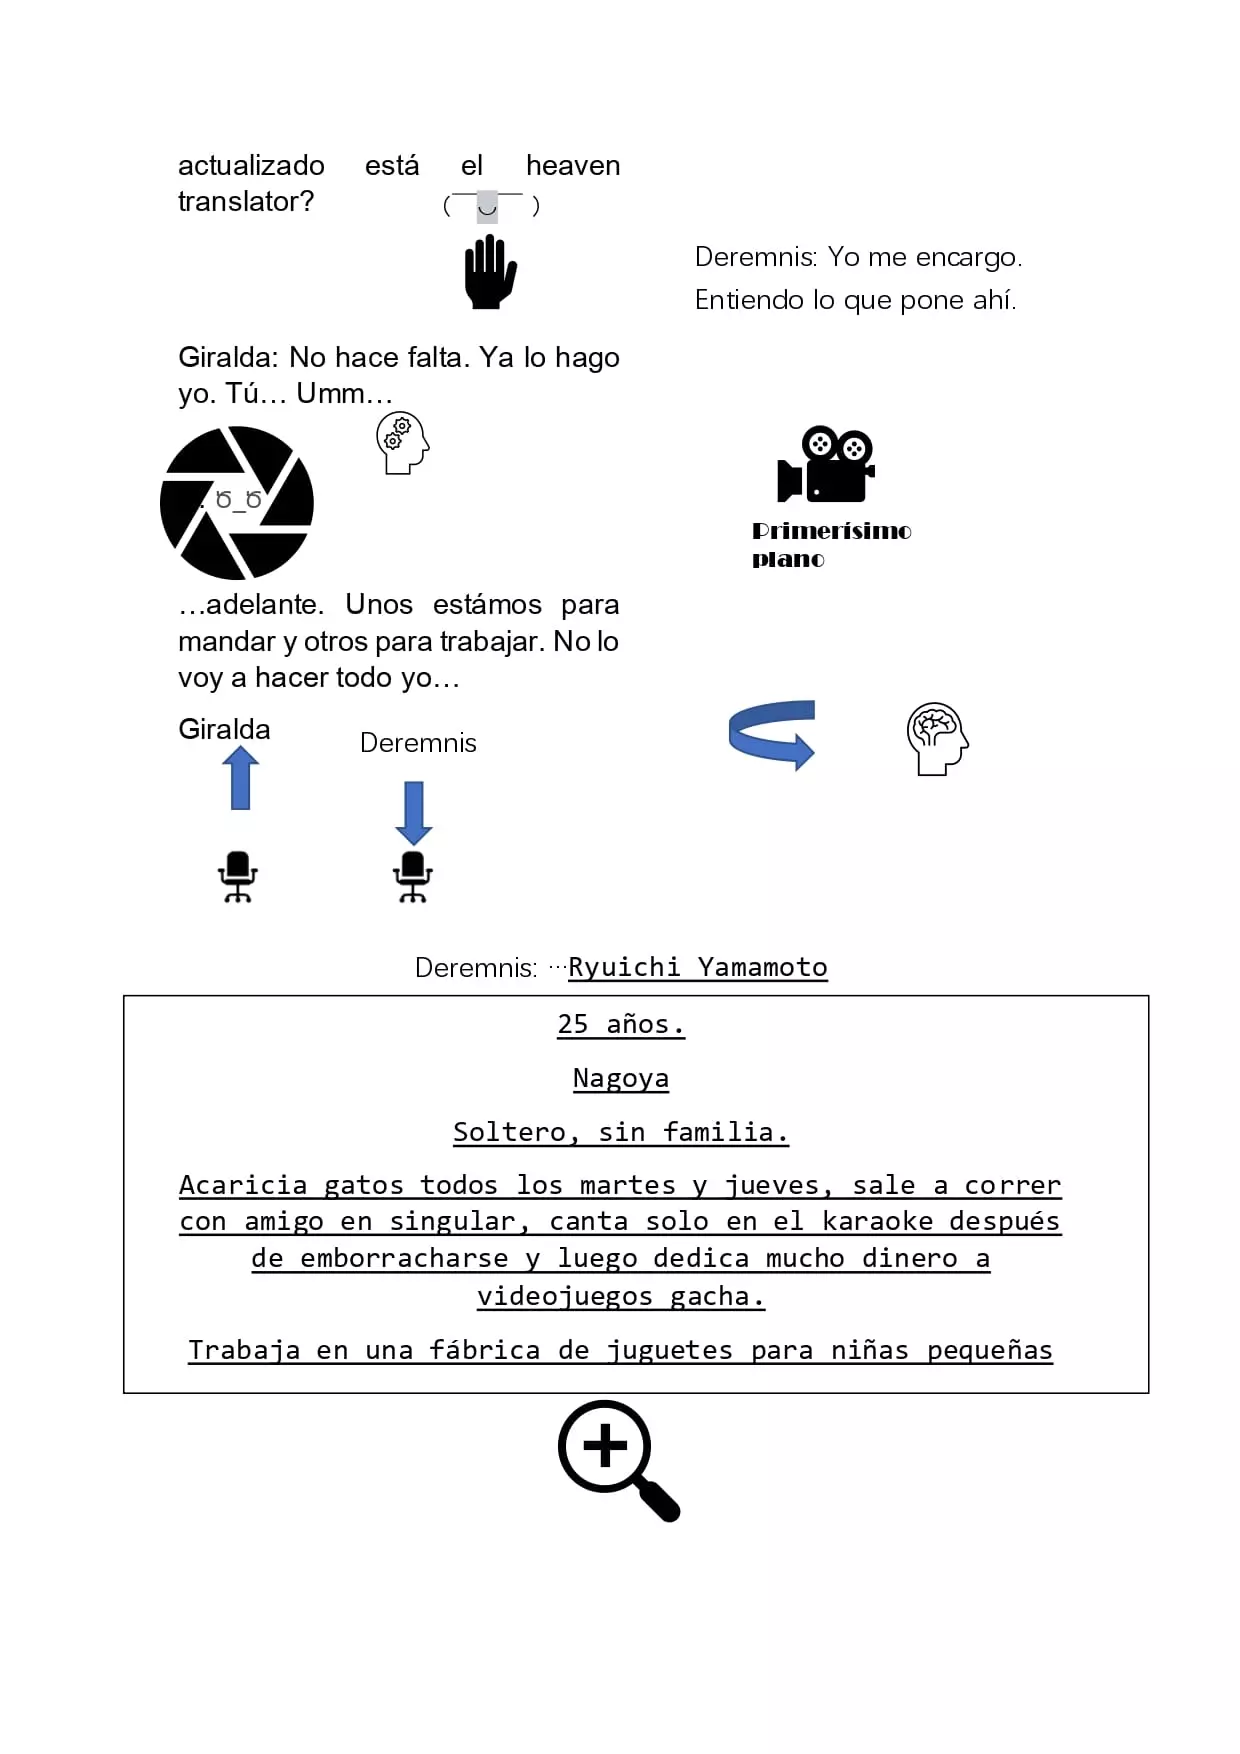 actualizado está el heaven
translator?
( ͡ ◡ ͡ )
Deremnis: Yo me encargo.
Entiendo lo que pone ahí.
Giralda: No hace falta. Ya lo hago
yo. Tú… Umm…
Primerísimo
plano
…adelante. Unos estámos para
mandar y otros para trabajar. No lo
voy a hacer todo yo…
Giralda
Deremnis
Deremnis: …Ryuichi Yamamoto
25 años.
Nagoya
Soltero, sin familia.
Acaricia gatos todos los martes y jueves, sale a correr
con amigo en singular, canta solo en el karaoke después
de emborracharse y luego dedica mucho dinero a
videojuegos gacha.
Trabaja en una fábrica de juguetes para niñas pequeñas